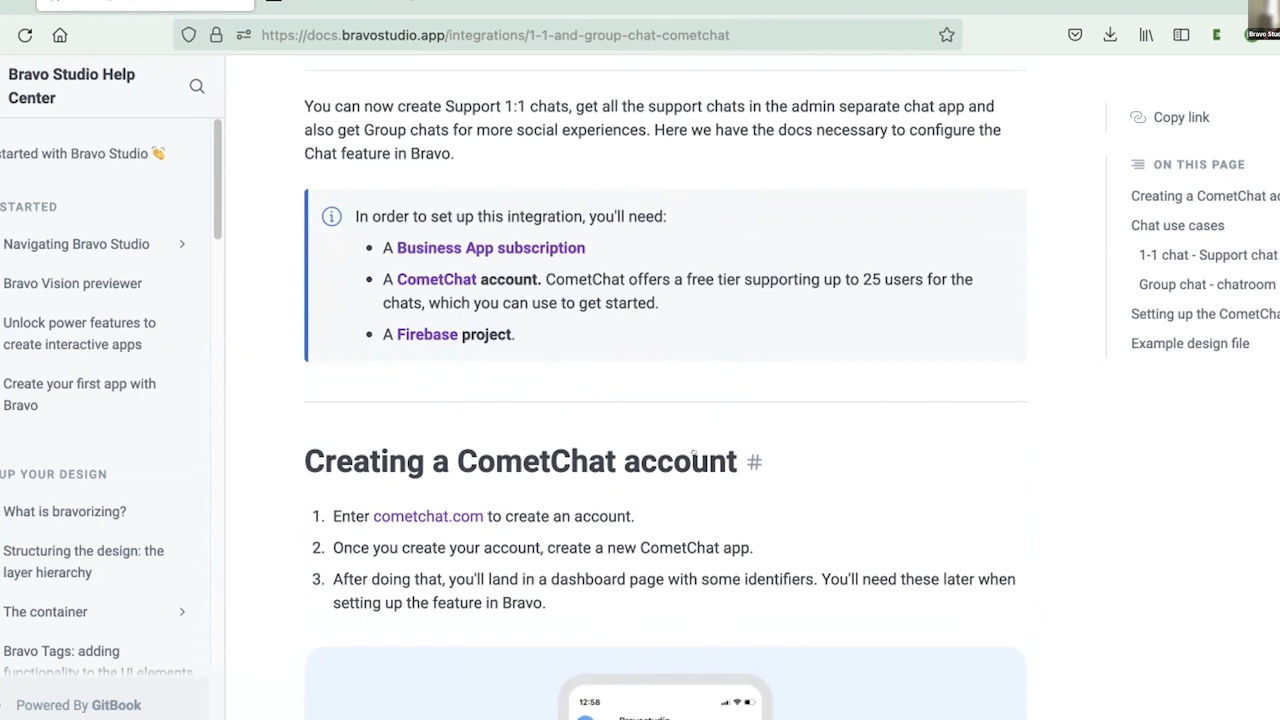 https://docs.bravostudio.app/integrations/1-1-and-group-chat-cometchat
Bravo Stud
Bravo Studio Help
Center
started with Bravo Studio 👋
STARTED
Navigating Bravo Studio
Bravo Vision previewer
Unlock power features to
create interactive apps
Create your first app with
Bravo
UP YOUR DESIGN
What is bravorizing?
Structuring the design: the
layer hierarchy
The container
Bravo Tags: adding
functionality to the UI elements
Powered By GitBook
You can now create Support 1:1 chats, get all the support chats in the admin separate chat app and
also get Group chats for more social experiences. Here we have the docs necessary to configure the
Chat feature in Bravo.
In order to set up this integration, you'll need:
• A Business App subscription
• A CometChat account. CometChat offers a free tier supporting up to 25 users for the
chats, which you can use to get started.
• A Firebase project.
Creating a CometChat account #
1. Enter cometchat.com to create an account.
2. Once you create your account, create a new CometChat app.
3. After doing that, you'll land in a dashboard page with some identifiers. You'll need these later when
setting up the feature in Bravo.
12:58
Bravostudio
Copy link
ON THIS PAGE
Creating a CometChat ac
Chat use cases
1-1 chat - Support chat
Group chat - chatroom
Setting up the CometCha
Example design file